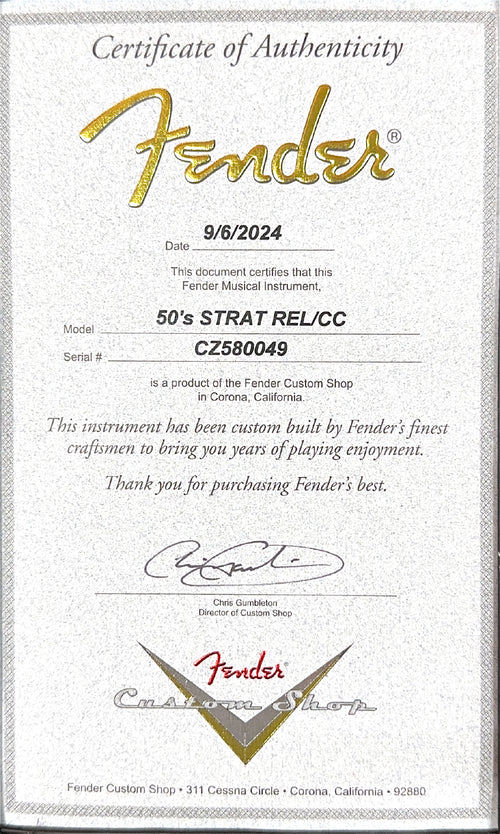 Certificate of Authenticity
Fender®
Date 9/6/2024
This document certifies that this
Fender Musical Instrument,
Model 50's STRAT REL/CC
Serial # CZ580049
is a product of the Fender Custom Shop
in Corona, California.
This instrument has been custom built by Fender's finest
craftsmen to bring you years of playing enjoyment.
Thank you for purchasing Fender's best.
Chris Gumbleton
Director of Custom Shop
Fender®
Custom Shop
Fender Custom Shop • 311 Cessna Circle • Corona, California • 92880